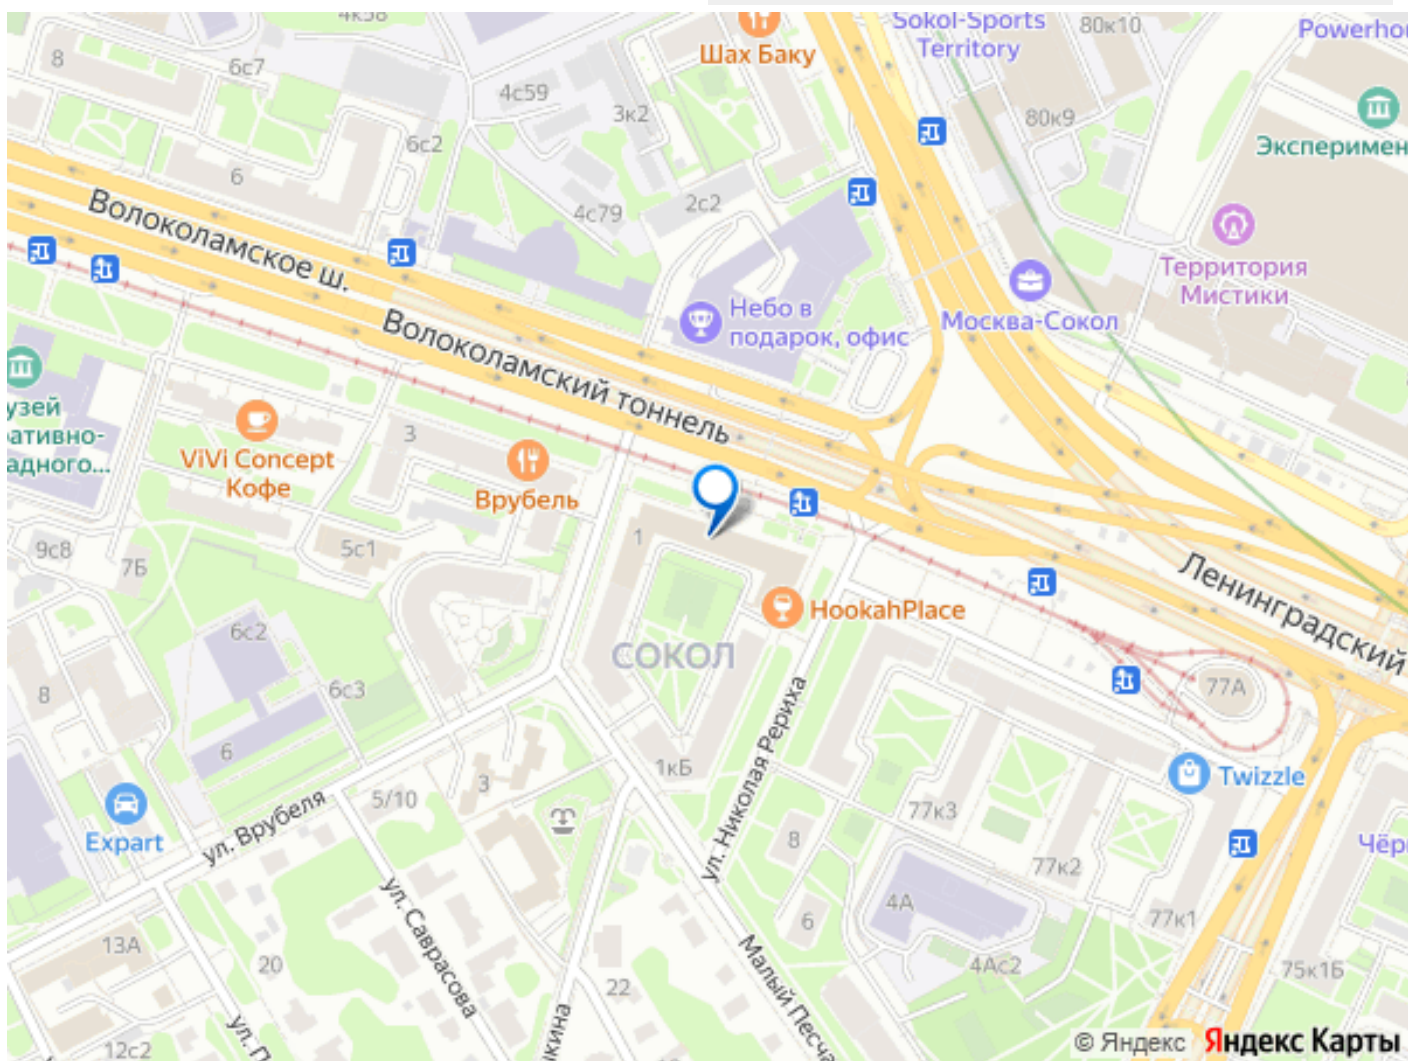 4к58
Шах Баку
Sokol-Sports
Territory
80к10
Powerhou
8
6с7
4с59
3к2
80к9
Эксперимен
6с2
6
4с79
2с2
Волоколамское ш.
Территория
Мистики
Небо в
подарок, офис
Москва-Сокол
Волоколамский тоннель
узей
ративно-
адного...
ViVi Concept
Кофе
3
Врубель
1
9с8
7Б
5с1
Ленинградский
HookahPlace
СОКОЛ
6с2
6с3
8
6
77А
1кБ
ул. Николая Рериха
Twizzle
3
5/10
77к3
8
Expart
ул. Врубеля
Чёр
77к2
4А
6
77к1
ул. Саврасова
Малый Песча
13А
20
22
4Ас2
75к1Б
ул. П
акина
12с2
© Яндекс Яндекс Карты